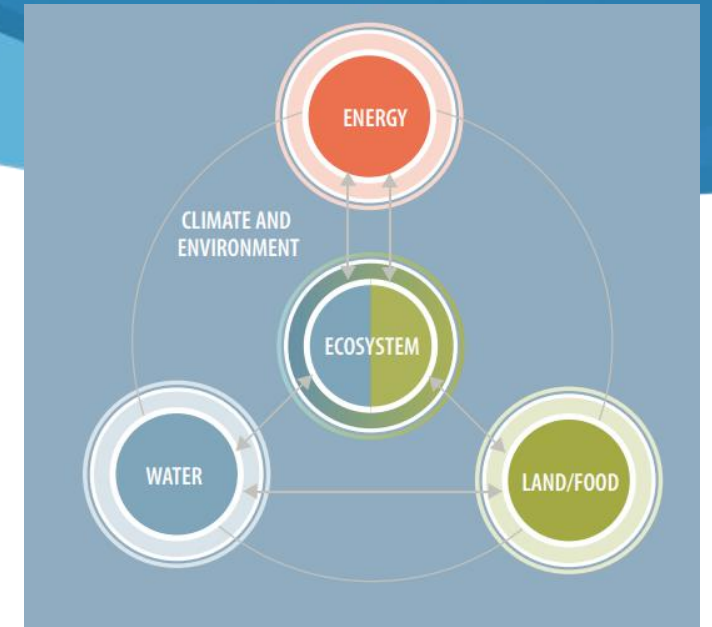 ENERGY
CLIMATE AND
ENVIRONMENT
ECOSYSTEM
WATER
LAND/FOOD